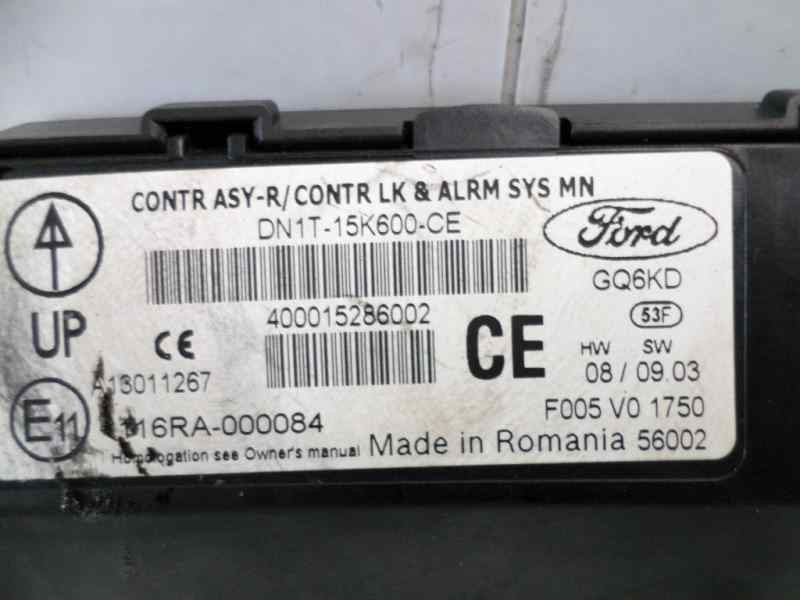 CONTR ASY-R/CONTR LK & ALRM SYS MN
DN1T-15K600-CE
Ford
GQ6KD
400015286002
53F
UP
CE
CE
HW SW
08 / 09.03
A13011267
E11
116RA-000084
F005 V0 1750
Homologation see Owner's manual
Made in Romania 56002